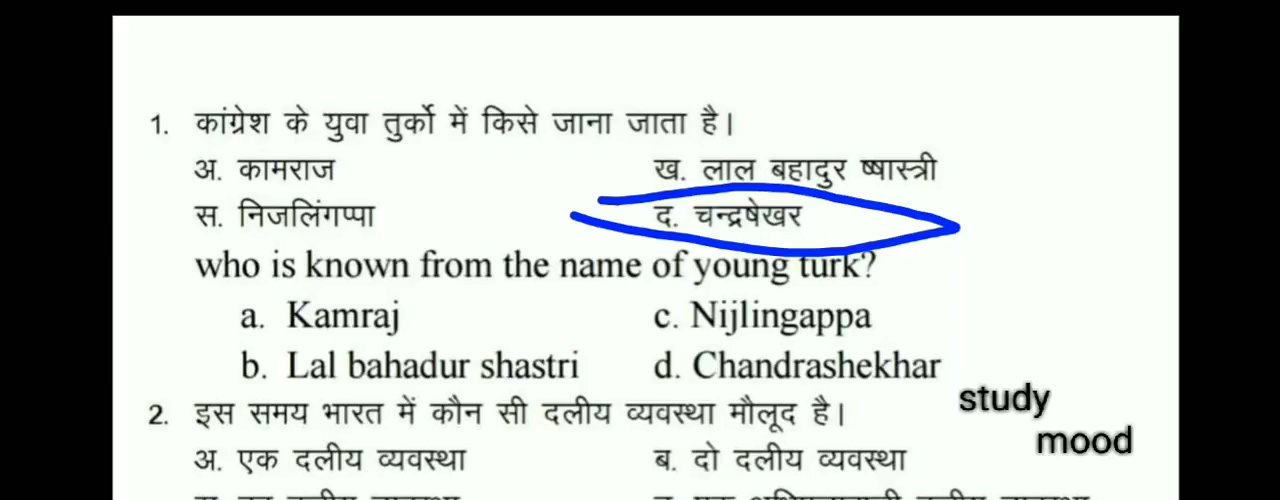 1. कांग्रेश के युवा तुर्को में किसे जाना जाता है।
अ. कामराज ख. लाल बहादुर ष्षास्त्री
स. निजलिंगप्पा द. चन्द्रषेखर
who is known from the name of young turk?
a. Kamraj c. Nijlingappa
b. Lal bahadur shastri d. Chandrashekhar
2. इस समय भारत में कौन सी दलीय व्यवस्था मौलूद है।
अ. एक दलीय व्यवस्था ब. दो दलीय व्यवस्था
study
mood